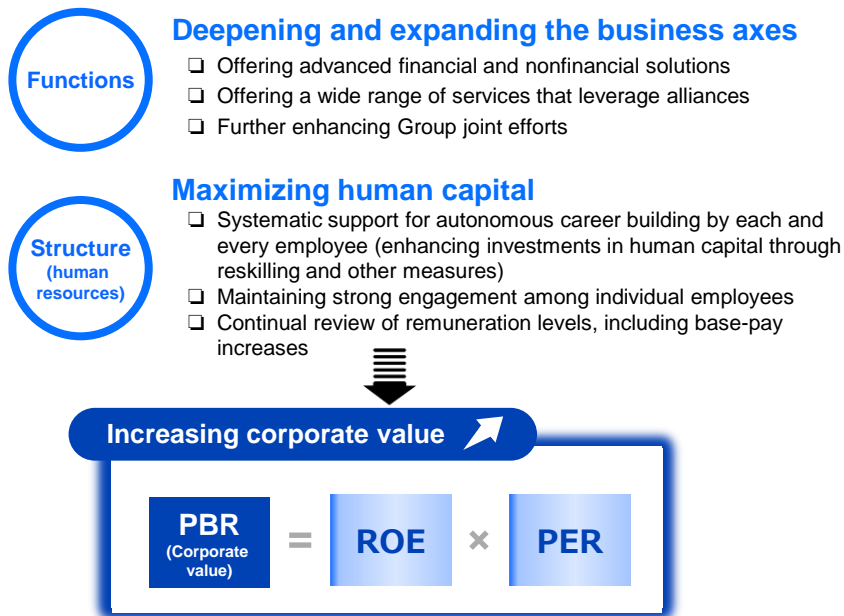 Functions
Deepening and expanding the business axes
❏ Offering advanced financial and nonfinancial solutions
❏ Offering a wide range of services that leverage alliances
❏ Further enhancing Group joint efforts
Structure
(human
resources)
Maximizing human capital
❏ Systematic support for autonomous career building by each and
every employee (enhancing investments in human capital through
reskilling and other measures)
❏ Maintaining strong engagement among individual employees
❏ Continual review of remuneration levels, including base-pay
increases
Increasing corporate value
PBR
(Corporate
value)
=
ROE
×
PER